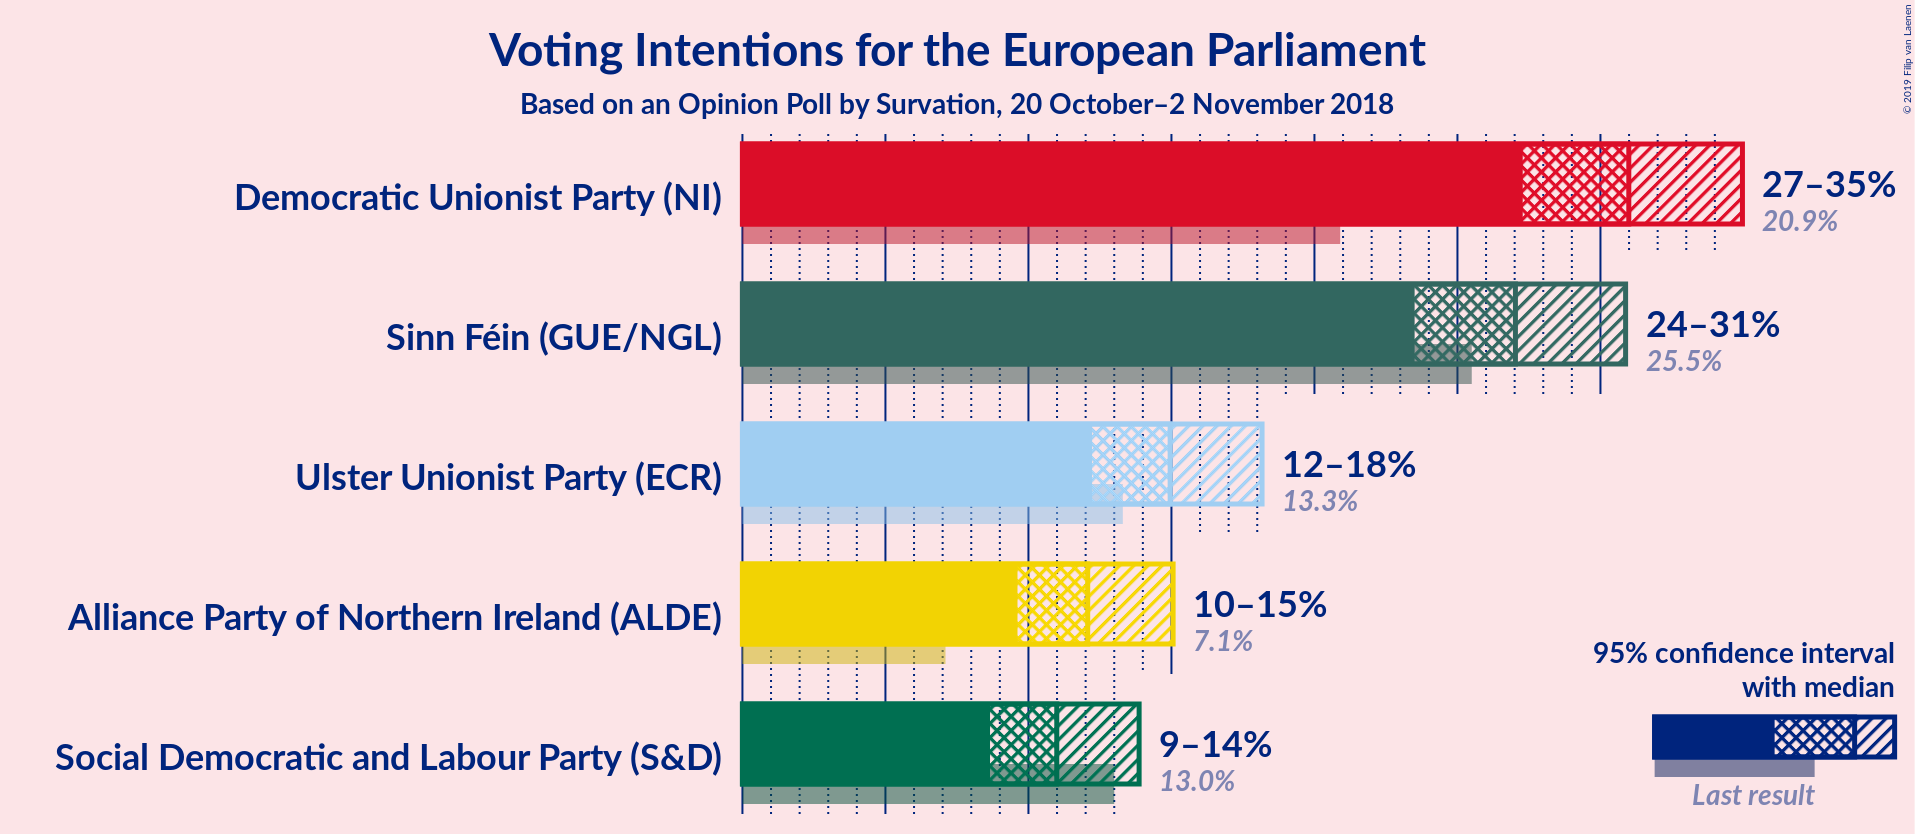 Voting Intentions for the European Parliament
Based on an Opinion Poll by Survation, 20 October–2 November 2018
© 2019 Filip van Laenen
Democratic Unionist Party (NI)
27–35%
20.9%
Sinn Féin (GUE/NGL)
24–31%
25.5%
Ulster Unionist Party (ECR)
12–18%
13.3%
Alliance Party of Northern Ireland (ALDE)
10–15%
7.1%
Social Democratic and Labour Party (S&D)
9–14%
13.0%
95% confidence interval
with median
Last result